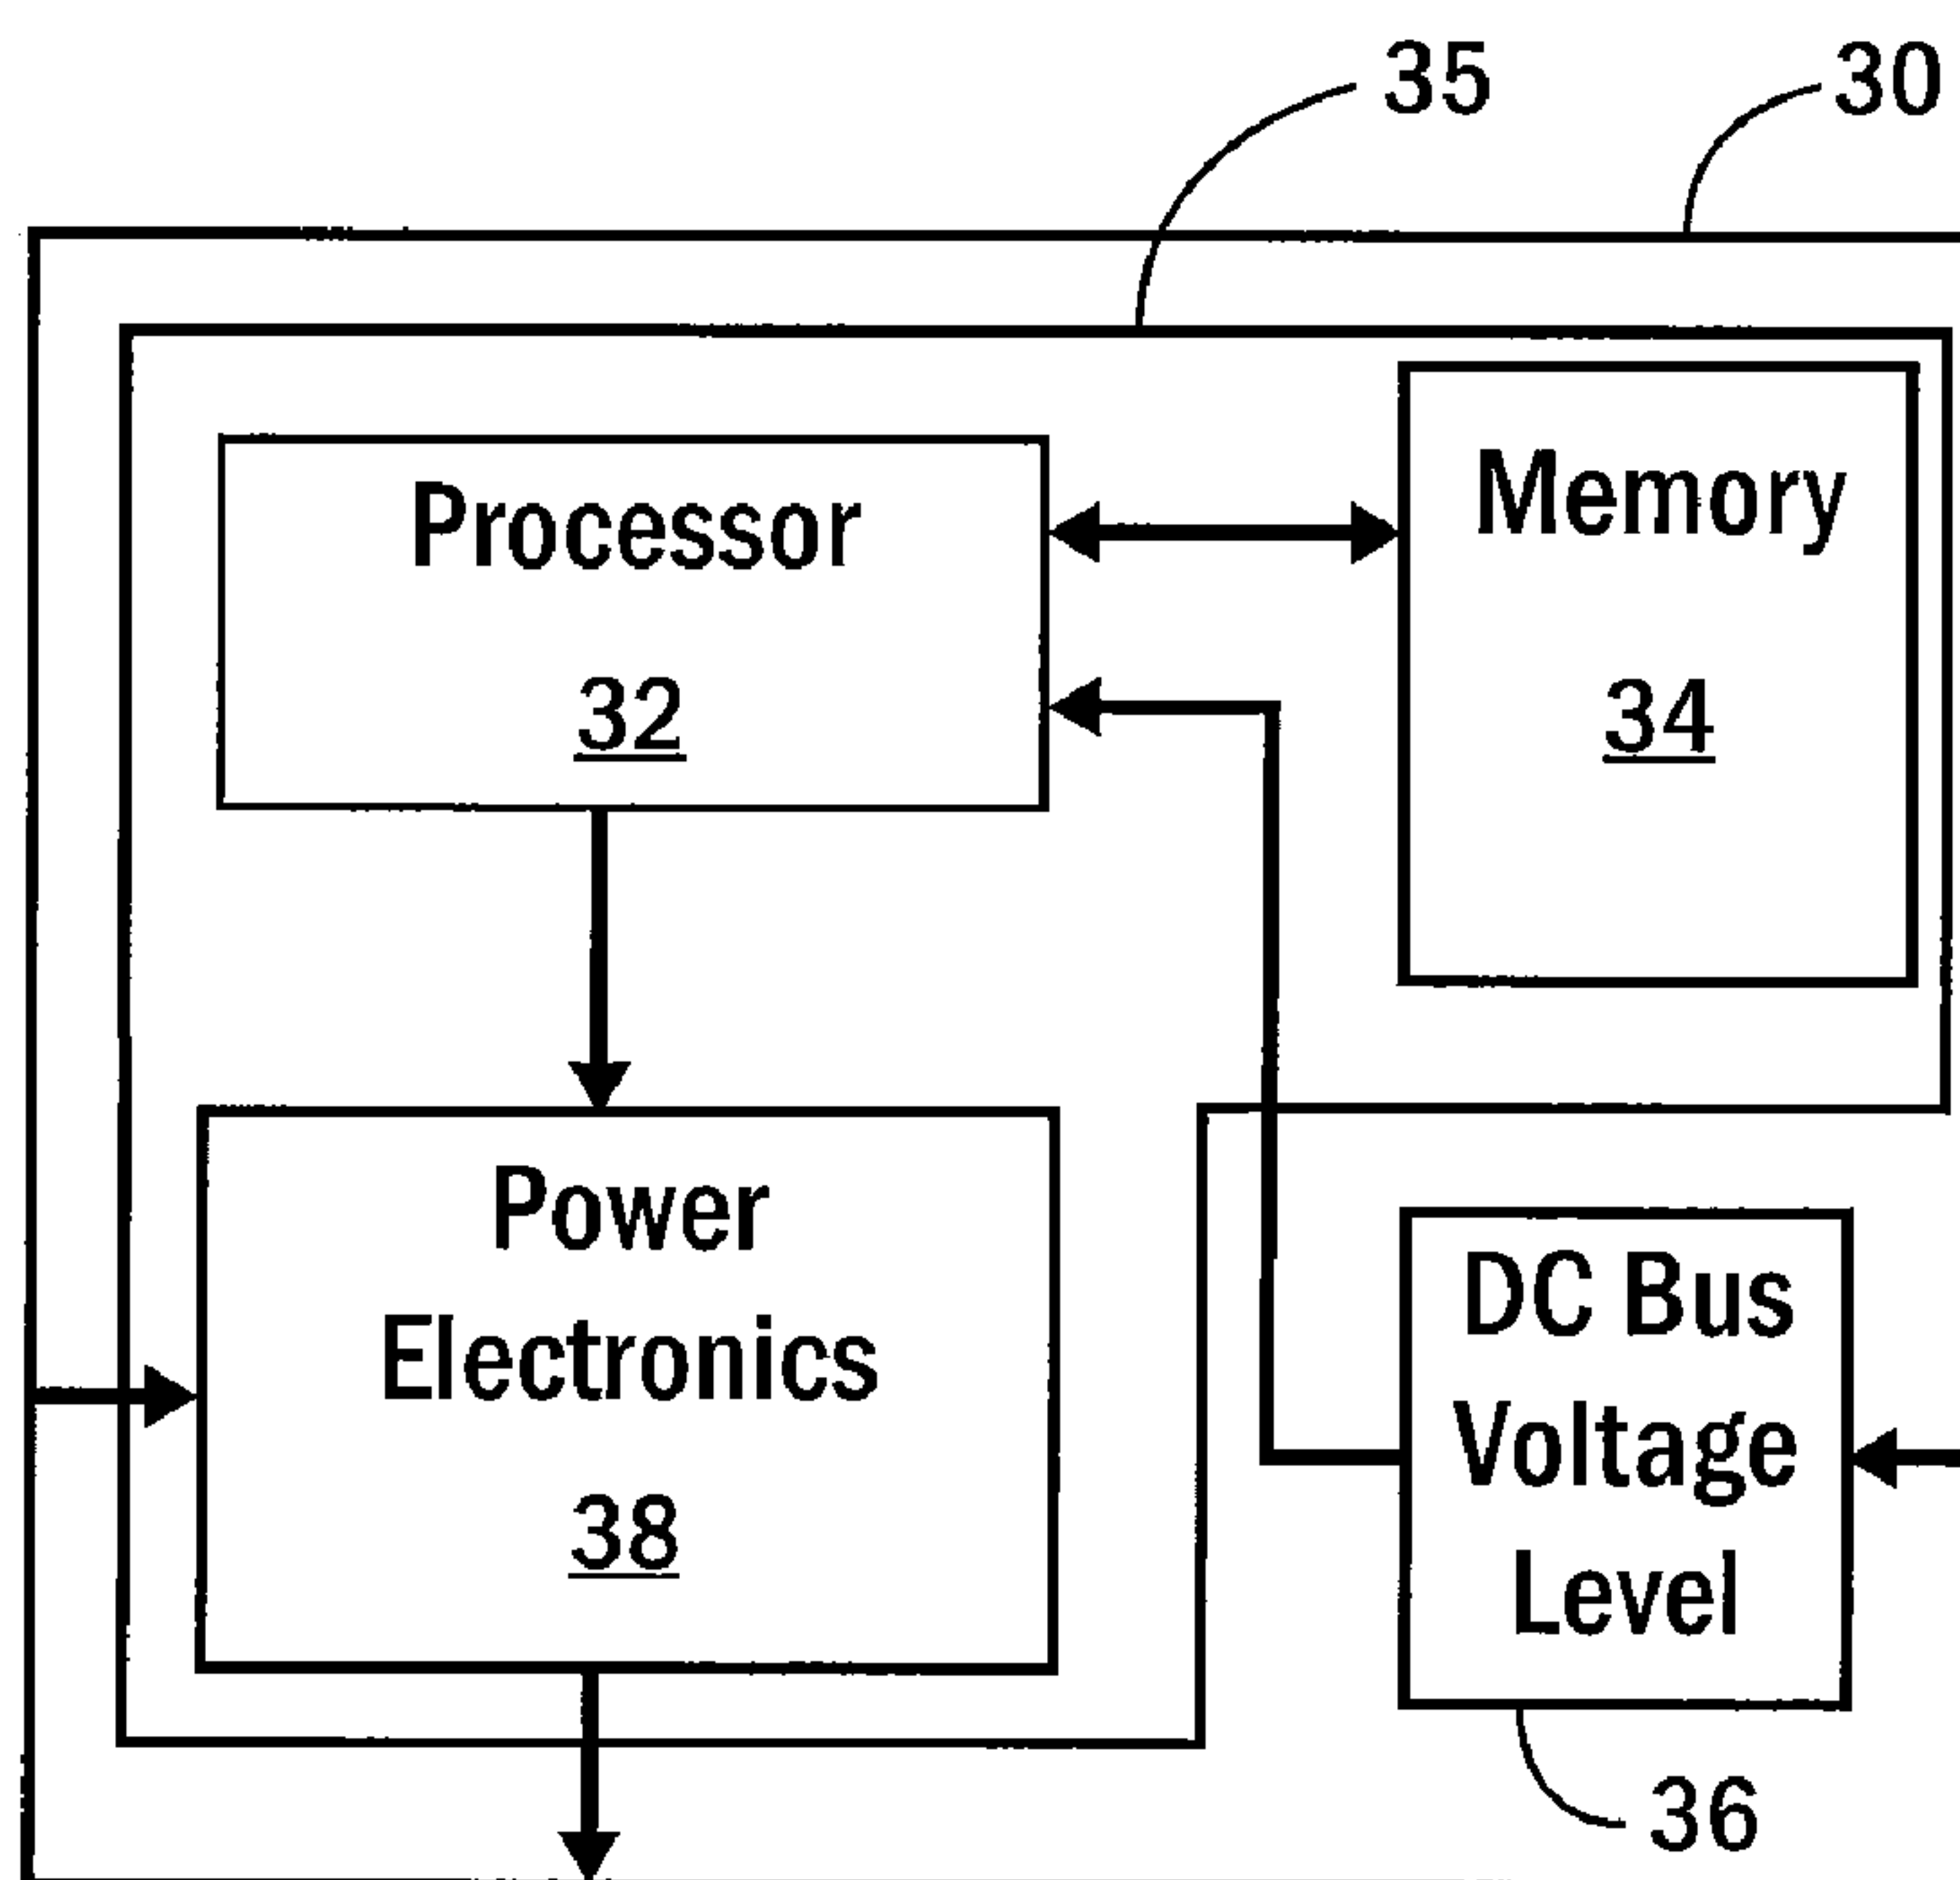 35
30
Processor
32
Memory
34
Power
Electronics
38
DC Bus
Voltage
Level
36